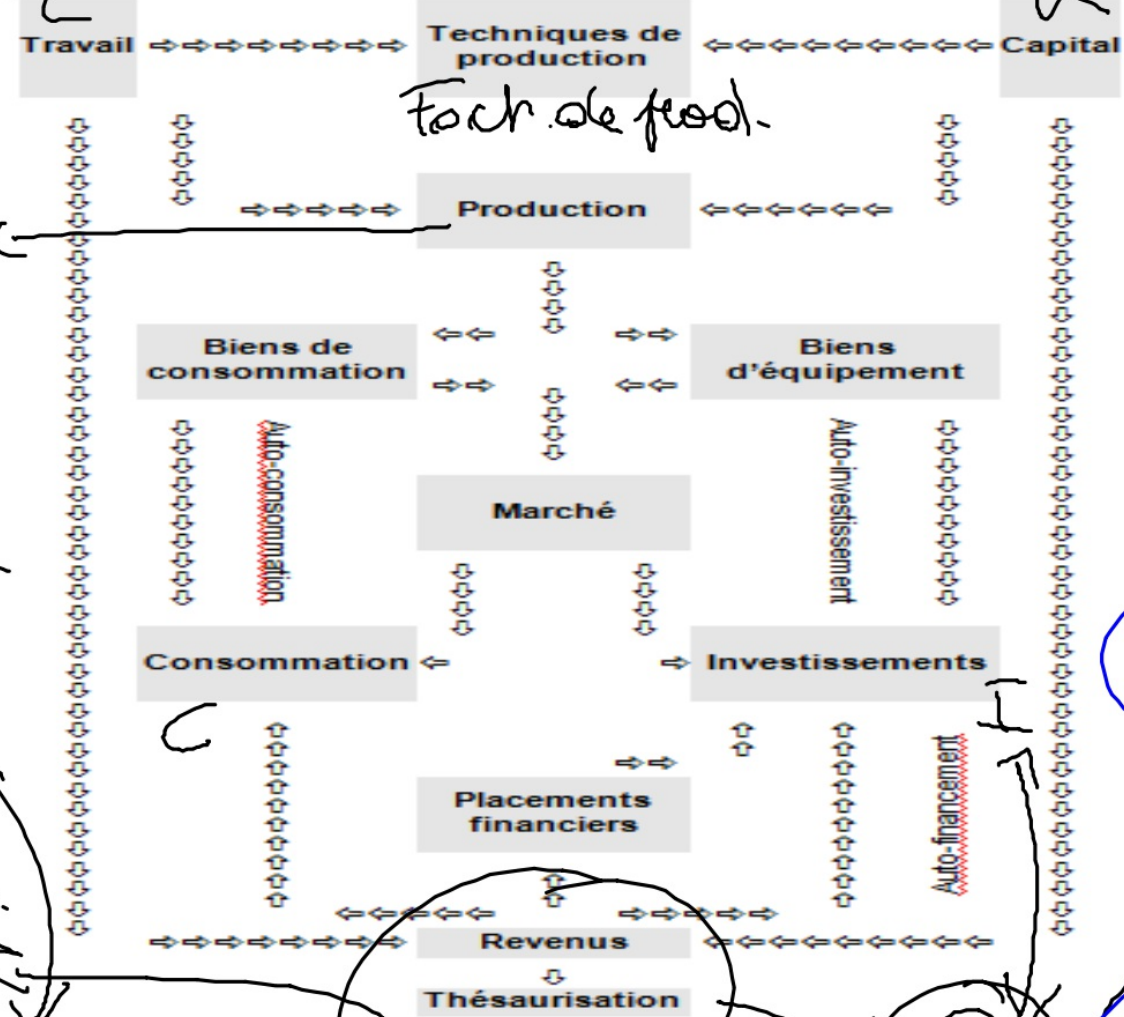 Travail
Techniques de
production
Capital
Fact. de prod.
Production
Biens de
consommation
Biens
d'équipement
Auto-consommation
Auto-investissement
Marché
Consommation
Investissements
C
I
Placements
financiers
Auto-financement
Revenus
Thésaurisation